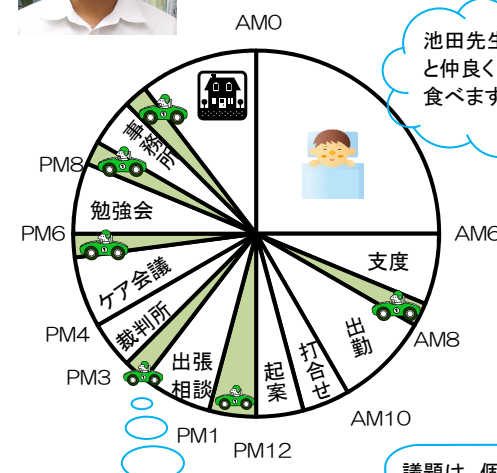 AM0
池田先生
と仲良く
食べます
事務所
PM8
勉強会
PM6
AM6
支度
ケア会議
裁判所
出勤
AM8
PM4
出張
相談
起案
打合せ
PM3
AM10
PM1
PM12
議題は、個